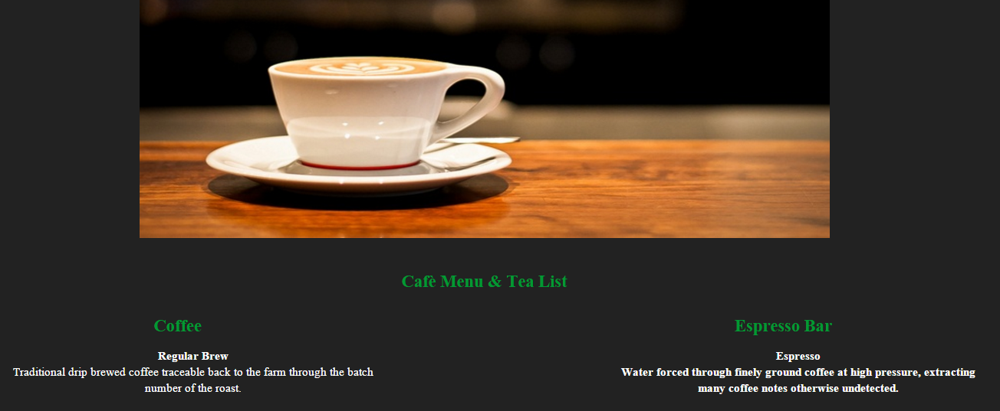 Cafè Menu & Tea List
Coffee
Regular Brew
Traditional drip brewed coffee traceable back to the farm through the batch
number of the roast.
Espresso Bar
Espresso
Water forced through finely ground coffee at high pressure, extracting
many coffee notes otherwise undetected.